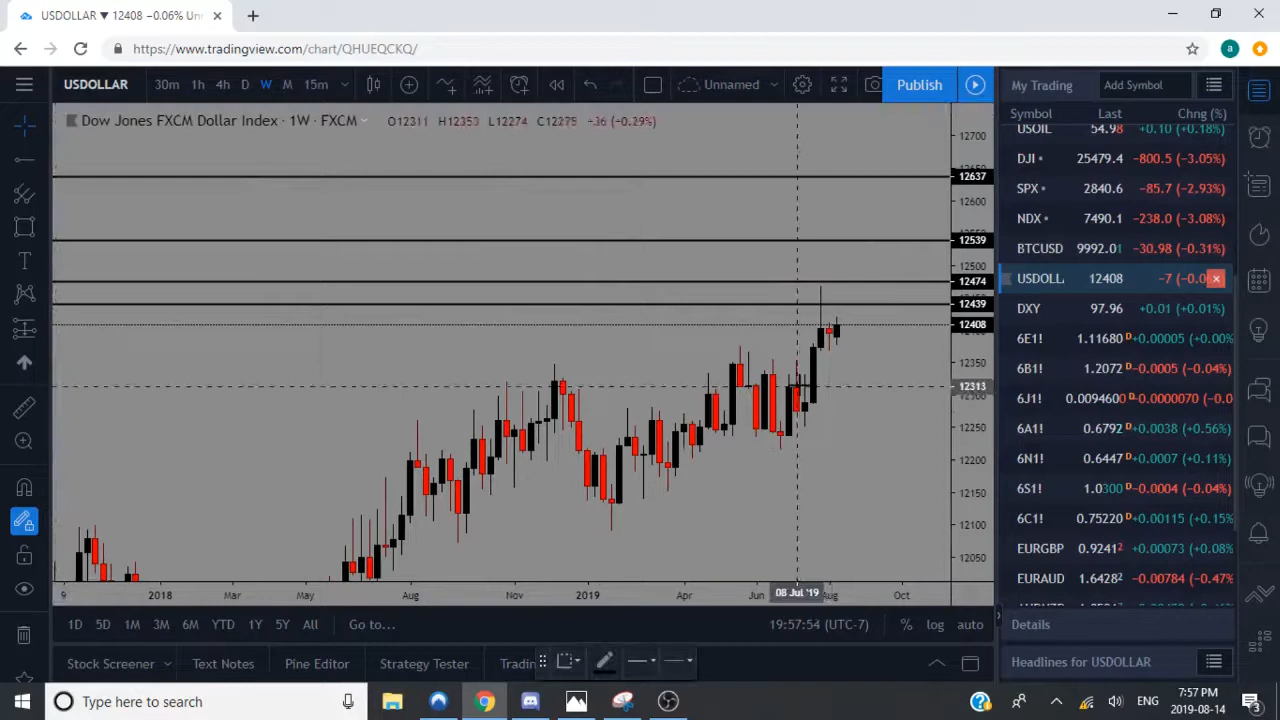 USDOLLAR ▼ 12408 −0.06% Un
https://www.tradingview.com/chart/QHUEQCKQ/
a
USDOLLAR 30m 1h 4h D W M 15m Unnamed Publish
My Trading Add Symbol
Dow Jones FXCM Dollar Index · 1W · FXCM O12311 H12353 L12274 C12275 −36 (−0.29%)
Symbol Last Chng (%)
USOIL 54.98 +0.10 (+0.18%)
DJI 25479.4 −800.5 (−3.05%)
SPX 2840.6 −85.7 (−2.93%)
NDX 7490.1 −238.0 (−3.08%)
BTCUSD 9992.01 −30.98 (−0.31%)
USDOLL 12408 −7 (−0.0
DXY 97.96 +0.01 (+0.01%)
6E1! 1.11680 D +0.00005 (+0.00%
6B1! 1.2072 D −0.0005 (−0.04%)
6J1! 0.0094600 D −0.0000070 (−0.0
6A1! 0.6792 D +0.0038 (+0.56%)
6N1! 0.6447 D +0.0007 (+0.11%)
6S1! 1.0300 D −0.0004 (−0.04%)
6C1! 0.75220 D +0.00115 (+0.15%
EURGBP 0.92412 +0.00073 (+0.08%
EURAUD 1.64282 −0.00784 (−0.47%
Details
Headlines for USDOLLAR
12700
12637
12600
12539
12500
12474
12439
12408
12350
12313
12250
12200
12150
12100
12050
9 2018 Mar May Aug Nov 2019 Apr Jun 08 Jul '19 Aug Oct
1D 5D 1M 3M 6M YTD 1Y 5Y All Go to... 19:57:54 (UTC-7) % log auto
Stock Screener Text Notes Pine Editor Strategy Tester Tradin
Type here to search
ENG
7:57 PM
2019-08-14
3